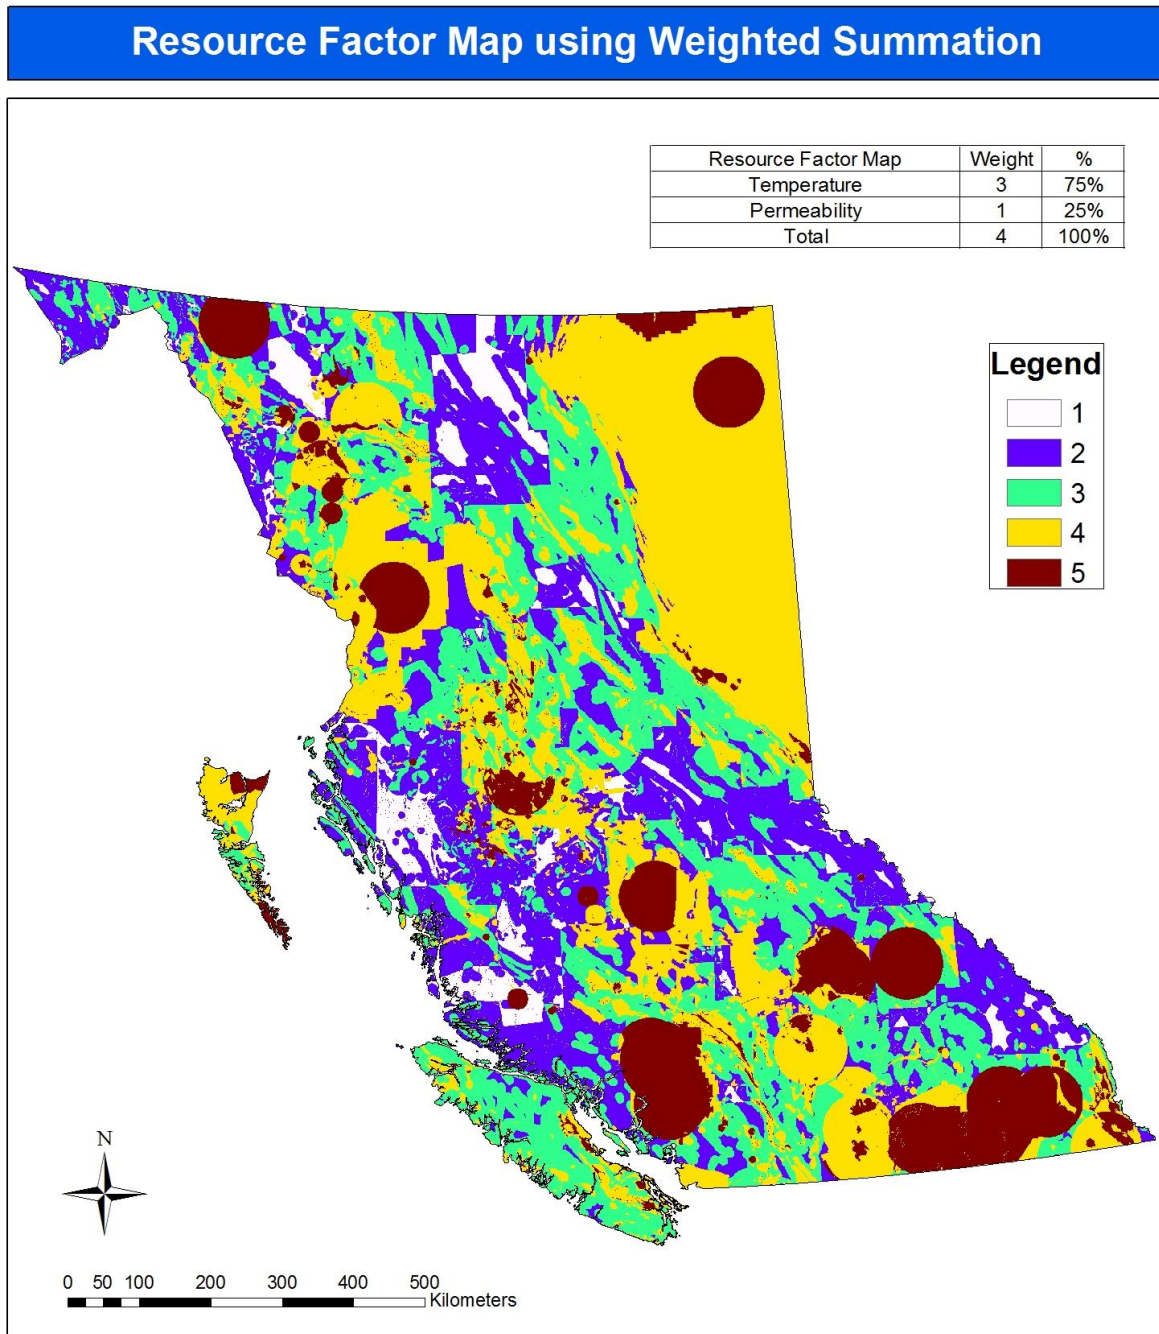 Resource Factor Map using Weighted Summation
Resource Factor Map Weight %
Temperature 3 75%
Permeability 1 25%
Total 4 100%
Legend
1
2
3
4
5
N
0 50 100 200 300 400 500
Kilometers